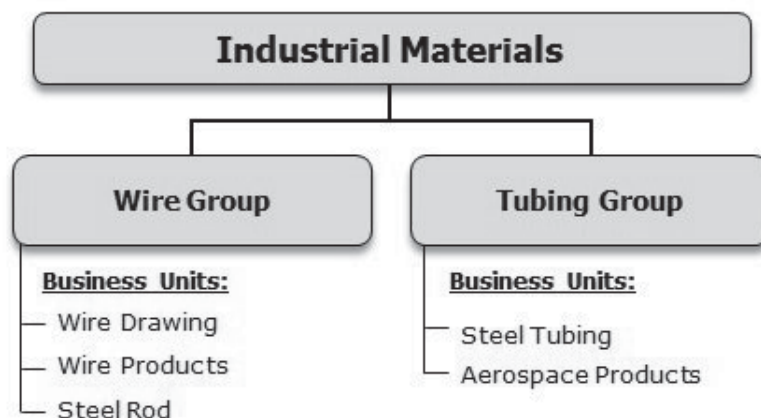 Industrial Materials
Wire Group
Business Units:
Wire Drawing
Wire Products
Steel Rod
Tubing Group
Business Units:
Steel Tubing
Aerospace Products